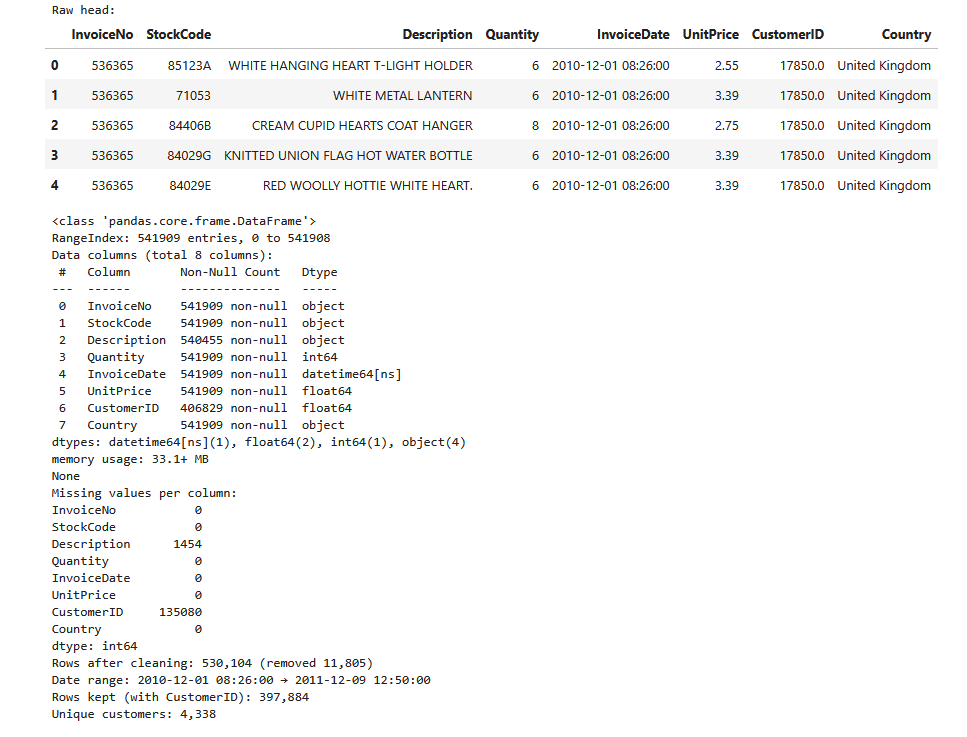 Raw head:
InvoiceNo StockCode Description Quantity InvoiceDate UnitPrice CustomerID Country
0 536365 85123A WHITE HANGING HEART T-LIGHT HOLDER 6 2010-12-01 08:26:00 2.55 17850.0 United Kingdom
1 536365 71053 WHITE METAL LANTERN 6 2010-12-01 08:26:00 3.39 17850.0 United Kingdom
2 536365 84406B CREAM CUPID HEARTS COAT HANGER 8 2010-12-01 08:26:00 2.75 17850.0 United Kingdom
3 536365 84029G KNITTED UNION FLAG HOT WATER BOTTLE 6 2010-12-01 08:26:00 3.39 17850.0 United Kingdom
4 536365 84029E RED WOOLLY HOTTIE WHITE HEART. 6 2010-12-01 08:26:00 3.39 17850.0 United Kingdom
<class 'pandas.core.frame.DataFrame'>
RangeIndex: 541909 entries, 0 to 541908
Data columns (total 8 columns):
 #   Column       Non-Null Count   Dtype
---  ------       --------------   -----
 0   InvoiceNo    541909 non-null  object
 1   StockCode    541909 non-null  object
 2   Description  540455 non-null  object
 3   Quantity     541909 non-null  int64
 4   InvoiceDate  541909 non-null  datetime64[ns]
 5   UnitPrice    541909 non-null  float64
 6   CustomerID   406829 non-null  float64
 7   Country      541909 non-null  object
dtypes: datetime64[ns](1), float64(2), int64(1), object(4)
memory usage: 33.1+ MB
None
Missing values per column:
InvoiceNo           0
StockCode           0
Description      1454
Quantity            0
InvoiceDate         0
UnitPrice           0
CustomerID     135080
Country             0
dtype: int64
Rows after cleaning: 530,104 (removed 11,805)
Date range: 2010-12-01 08:26:00 → 2011-12-09 12:50:00
Rows kept (with CustomerID): 397,884
Unique customers: 4,338